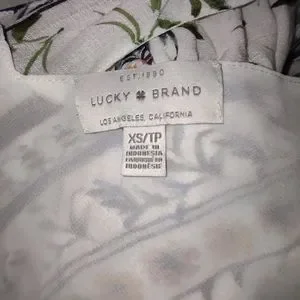 EST. 1990
LUCKY BRAND
LOS ANGELES, CALIFORNIA
XS/TP
MADE IN
INDONESIA
FABRIQUÉ EN
INDONÉSIE